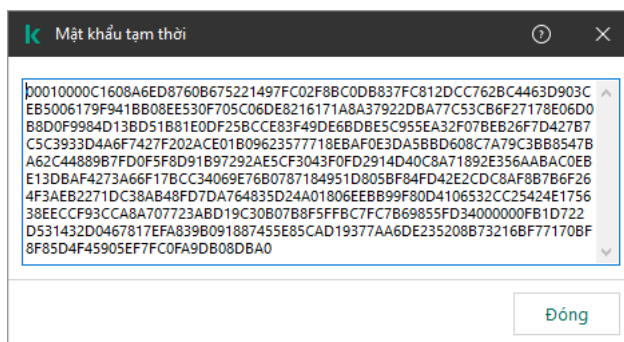 Mật khẩu tạm thời
00010000C1608A6ED8760B675221497FC02F8BC0DB837FC812DCC762BC4463D903C
EB5006179F941BB08EE530F705C06DE8216171A8A37922DBA77C53CB6F27178E06D0
B8D0F9984D13BD51B81E0DF25BCCE83F49DE6BDBE5C955EA32F07BEB26F7D427B7
C5C3933D4A6F7427F202ACE01B09623577718EBAF0E3DA5BBD608C7A79C3BB8547B
A62C44889B7FD0F5F8D91B97292AE5CF3043F0FD2914D40C8A71892E356AABAC0EB
E13DBAF4273A66F17BCC34069E76B0787184951D805BF84FD42E2CDC8AF8B7B6F26
4F3AEB2271DC38AB48FD7DA764835D24A01806EEBB99F80D4106532CC25424E1756
38EECCF93CCA8A707723ABD19C30B07B8F5FFBC7FC7B69855FD34000000FB1D722
D531432D0467817EFA839B091887455E85CAD19377AA6DE235208B73216BF77170BF
8F85D4F45905EF7FC0FA9DB08DBA0
Đóng